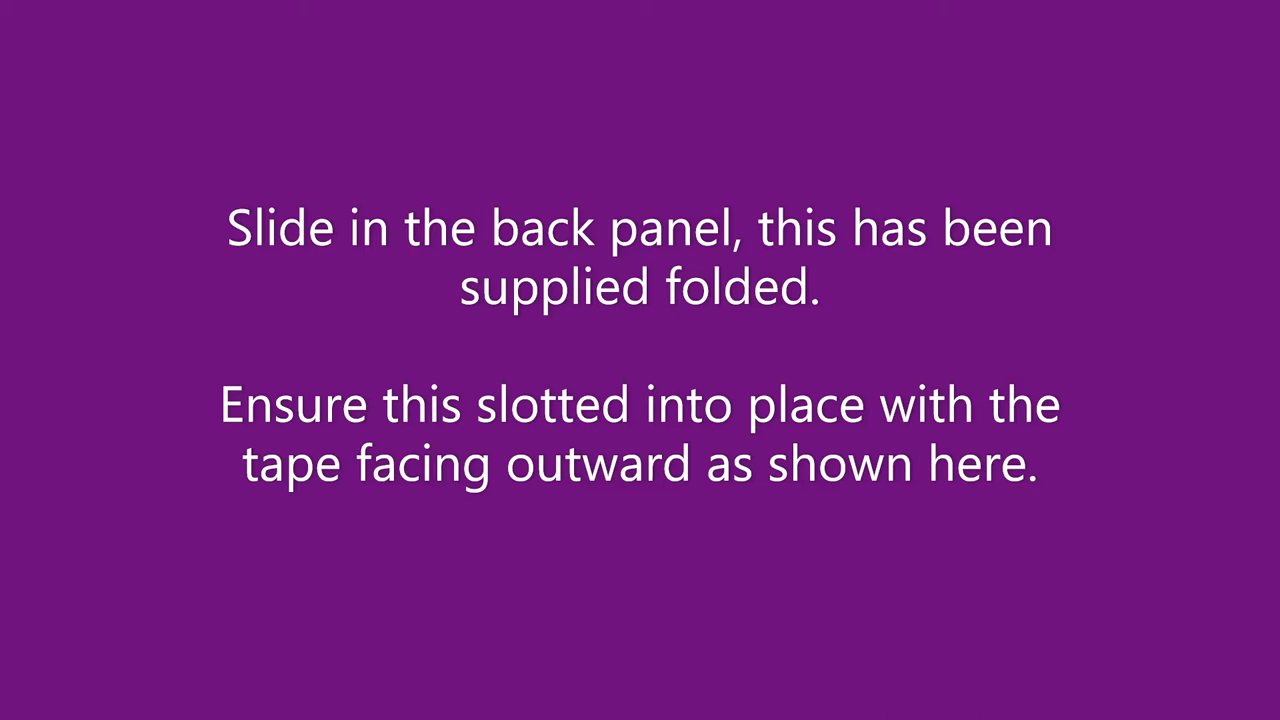 Slide in the back panel, this has been
supplied folded.
Ensure this slotted into place with the
tape facing outward as shown here.